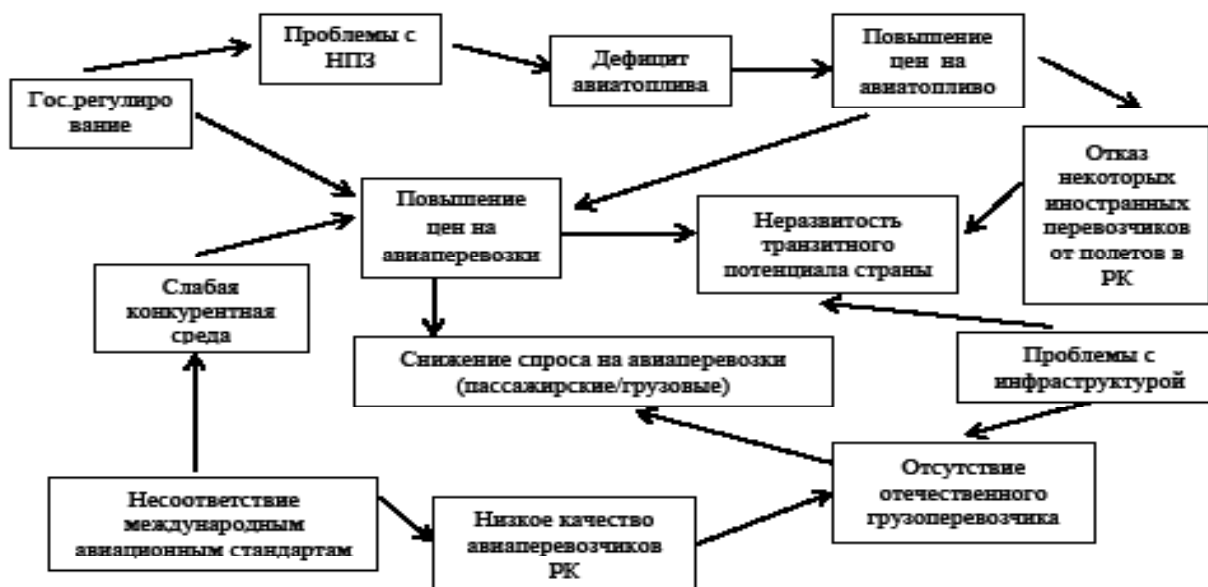 Проблемы с
НПЗ
Дефицит
авиатоплива
Повышение
цен на
авиатопливо
Гос.регулиро
вание
Отказ
некоторых
иностранных
перевозчиков
от полетов в
РК
Повышение
цен на
авиаперевозки
Неразвитость
транзитного
потенциала страны
Слабая
конкурентная
среда
Снижение спроса на авиаперевозки
(пассажирские/грузовые)
Проблемы с
инфраструктурой
Несоответствие
международным
авиационным стандартам
Низкое качество
авиаперевозчиков
РК
Отсутствие
отечественного
грузоперевозчика